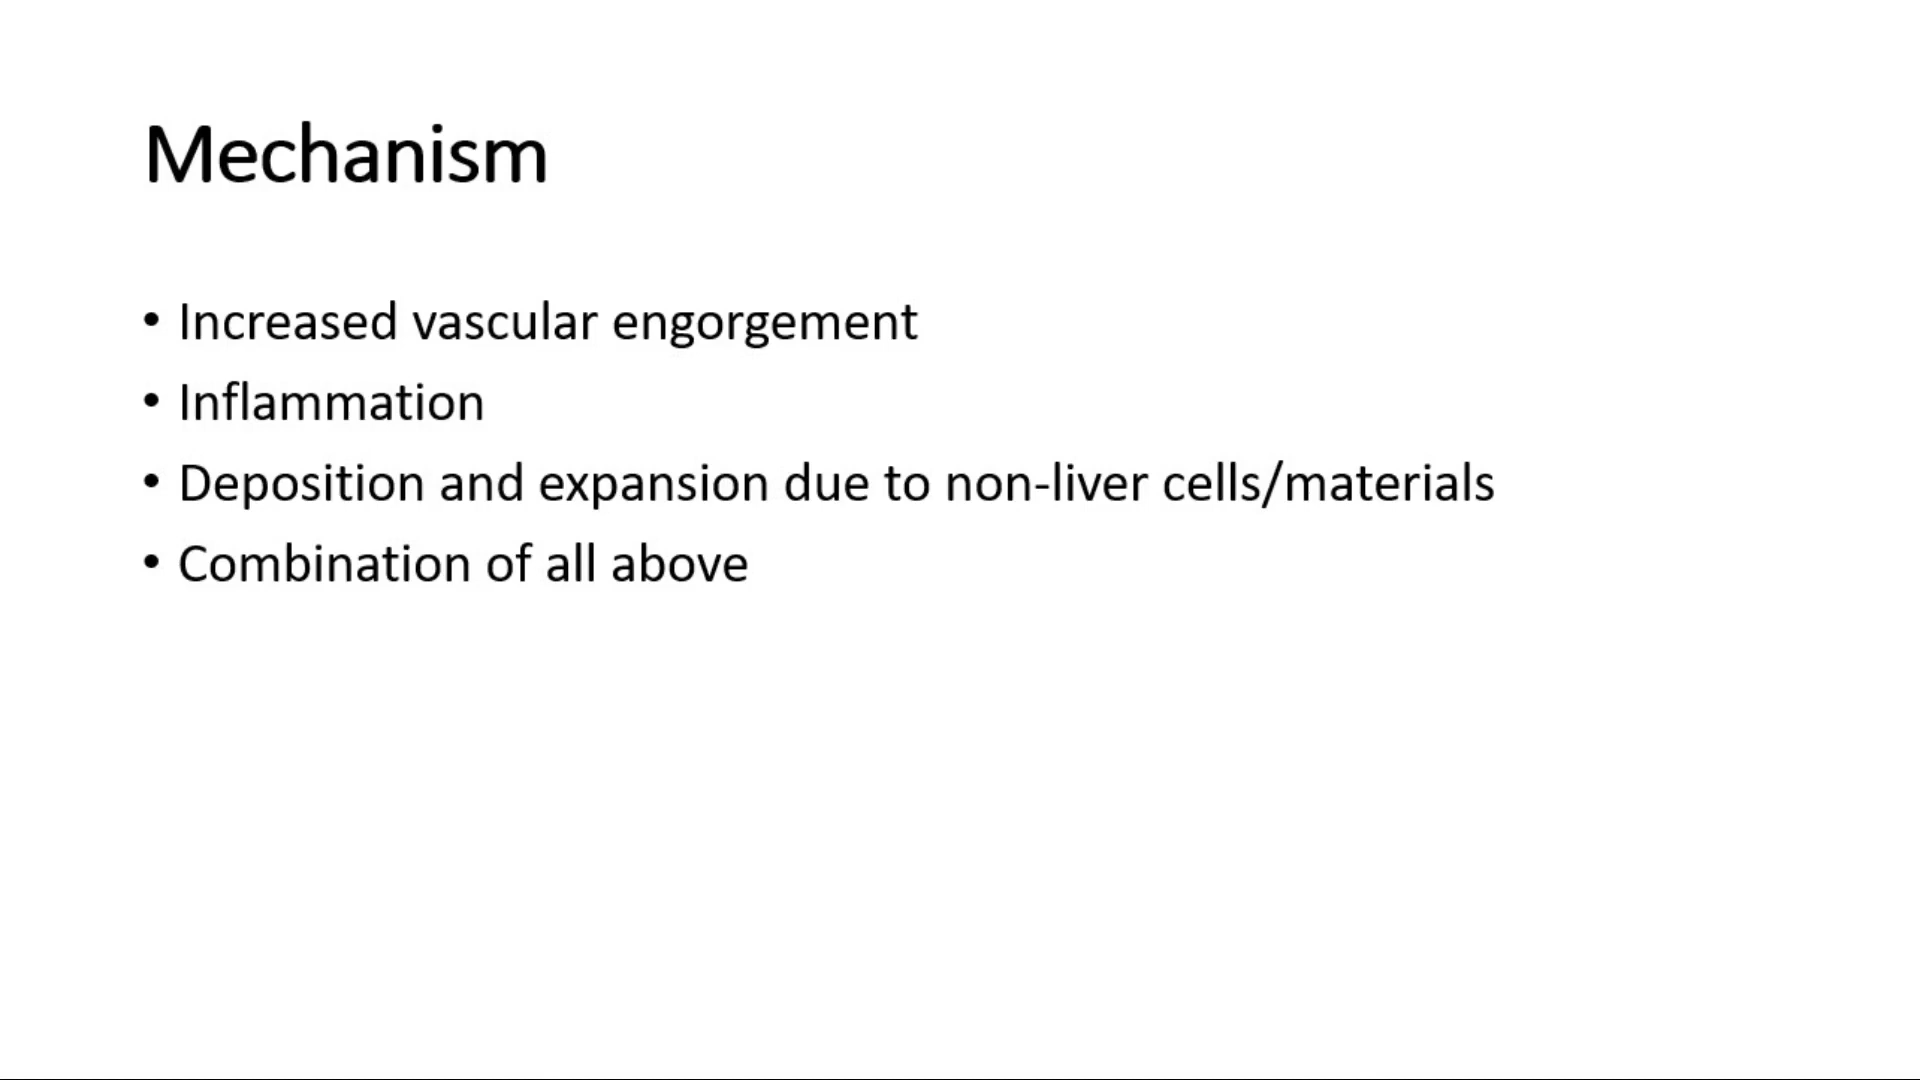 Mechanism
• Increased vascular engorgement
• Inflammation
• Deposition and expansion due to non-liver cells/materials
• Combination of all above